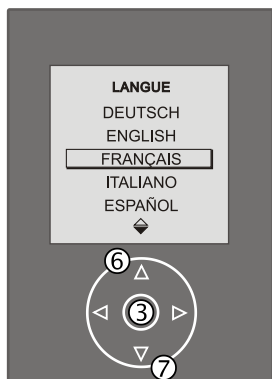 LANGUE
DEUTSCH
ENGLISH
FRANÇAIS
ITALIANO
ESPAÑOL
6
3
7